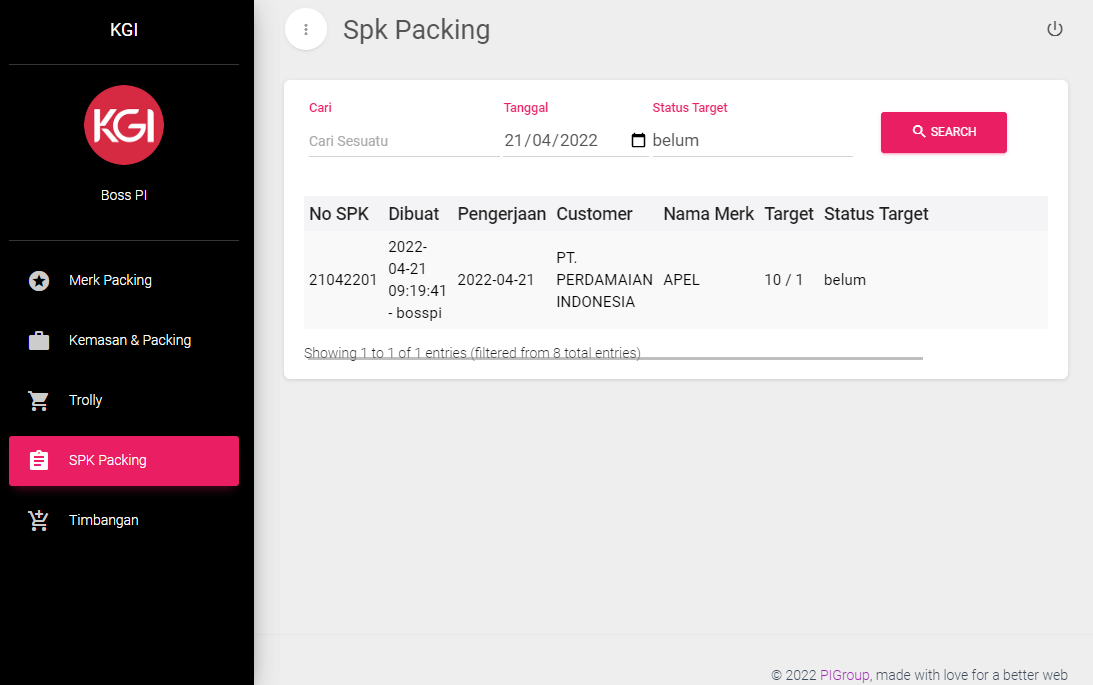 KGI
KGI
Boss PI
Merk Packing
Kemasan & Packing
Trolly
SPK Packing
Timbangan
Spk Packing
Cari Tanggal Status Target
Cari Sesuatu 21/04/2022 belum SEARCH
No SPK Dibuat Pengerjaan Customer Nama Merk Target Status Target
21042201 2022-04-21 09:19:41 - bosspi 2022-04-21 PT. PERDAMAIAN INDONESIA APEL 10 / 1 belum
Showing 1 to 1 of 1 entries (filtered from 8 total entries)
© 2022 PIGroup, made with love for a better web